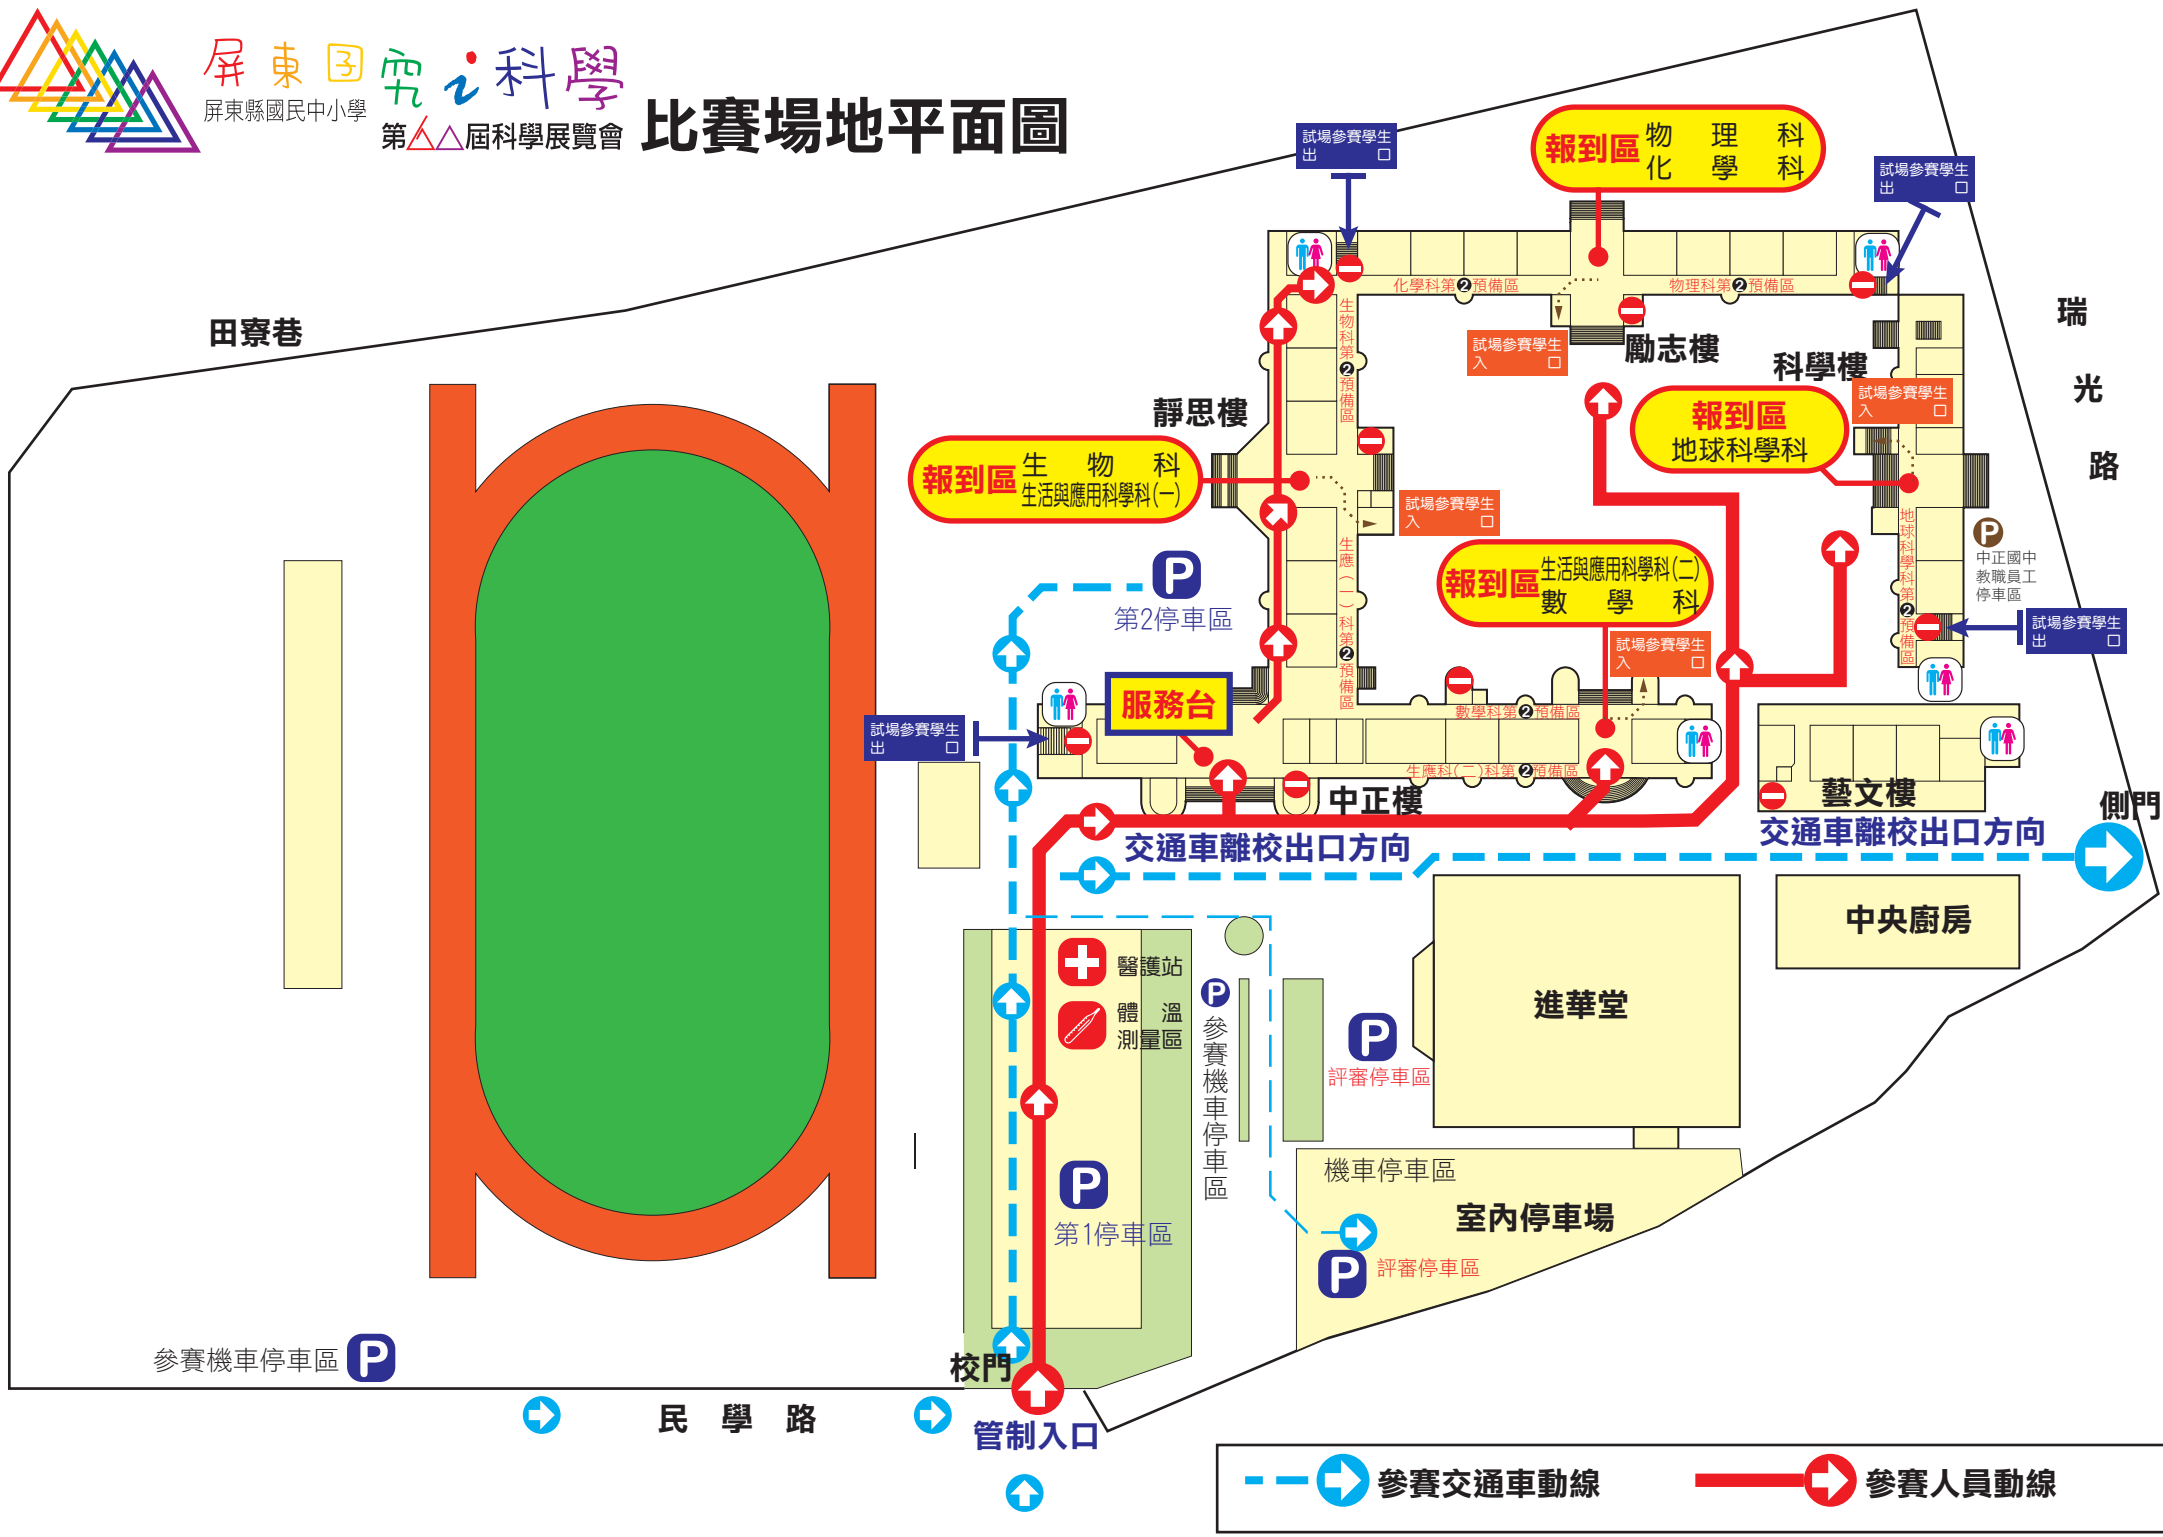 屏東囝耍i科學
屏東縣國民中小學
第 屆科學展覽會
比賽場地平面圖
試場參賽學生
出 口
報到區
物 理 科
化 學 科
試場參賽學生
出 口
化學科第2預備區
物理科第2預備區
生物科第2預備區
田寮巷
瑞光路
勵志樓
科學樓
試場參賽學生
入 口
試場參賽學生
入 口
靜思樓
報到區
地球科學科
報到區
生 物 科
生活與應用科學科(一)
試場參賽學生
入 口
地球科學科第2預備區
P
中正國中
教職員工
停車區
生應(一)科第2預備區
報到區
生活與應用科學科(二)
數 學 科
P
第2停車區
試場參賽學生
入 口
試場參賽學生
出 口
服務台
數學科第2預備區
試場參賽學生
出 口
生應科(二)科第2預備區
中正樓
藝文樓
側門
交通車離校出口方向
交通車離校出口方向
中央廚房
醫護站
體 溫
測量區
P
參賽機車停車區
P
評審停車區
進華堂
機車停車區
室內停車場
P
第1停車區
P
評審停車區
參賽機車停車區
P
校門
民 學 路
管制入口
參賽交通車動線
參賽人員動線